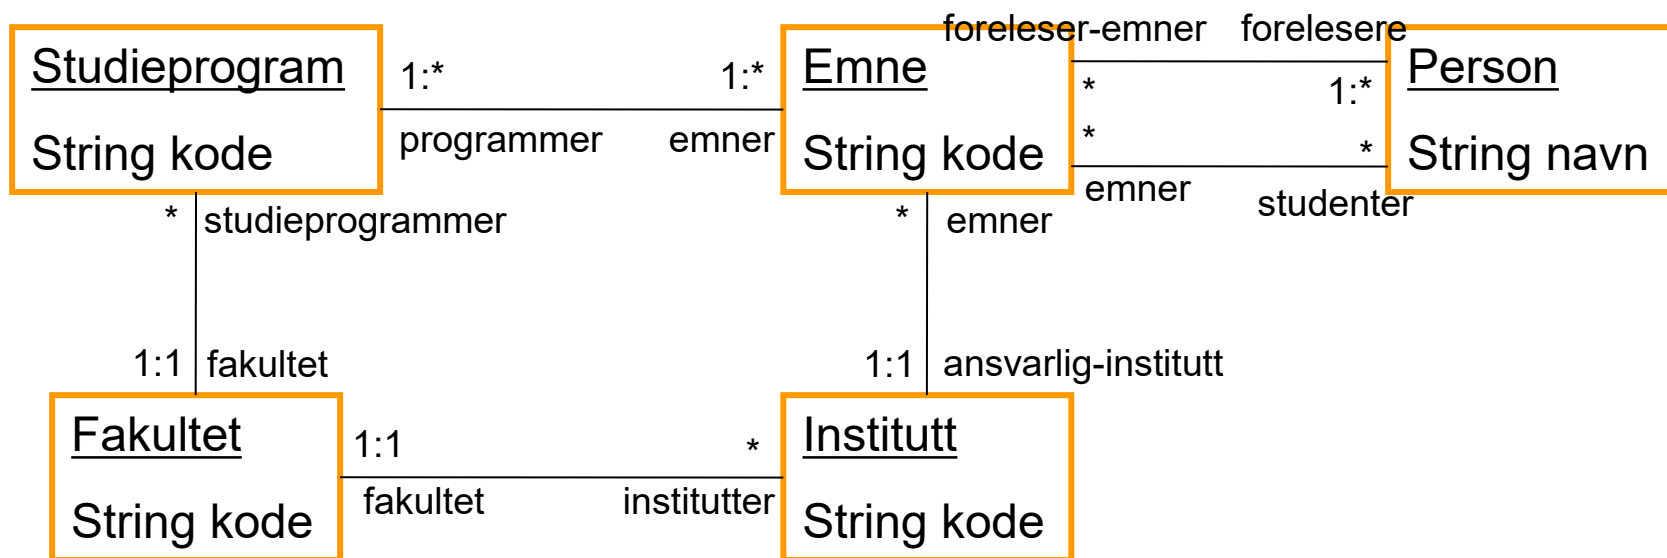 foreleser-emner forelesere
Studieprogram 1:* 1:* Emne * 1:* Person
programmer emner
String kode String kode * * String navn
emner studenter
* studieprogrammer * emner
1:1 fakultet 1:1 ansvarlig-institutt
Fakultet 1:1 * Institutt
fakultet institutter
String kode String kode